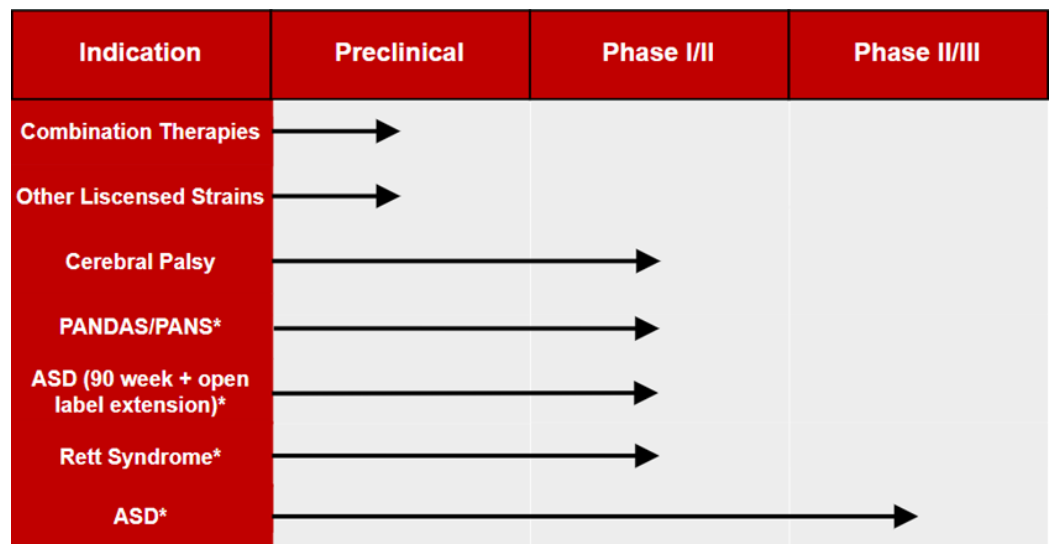 Indication Preclinical Phase I/II Phase II/III
Combination Therapies
Other Liscensed Strains
Cerebral Palsy
PANDAS/PANS*
ASD (90 week + open
label extension)*
Rett Syndrome*
ASD*